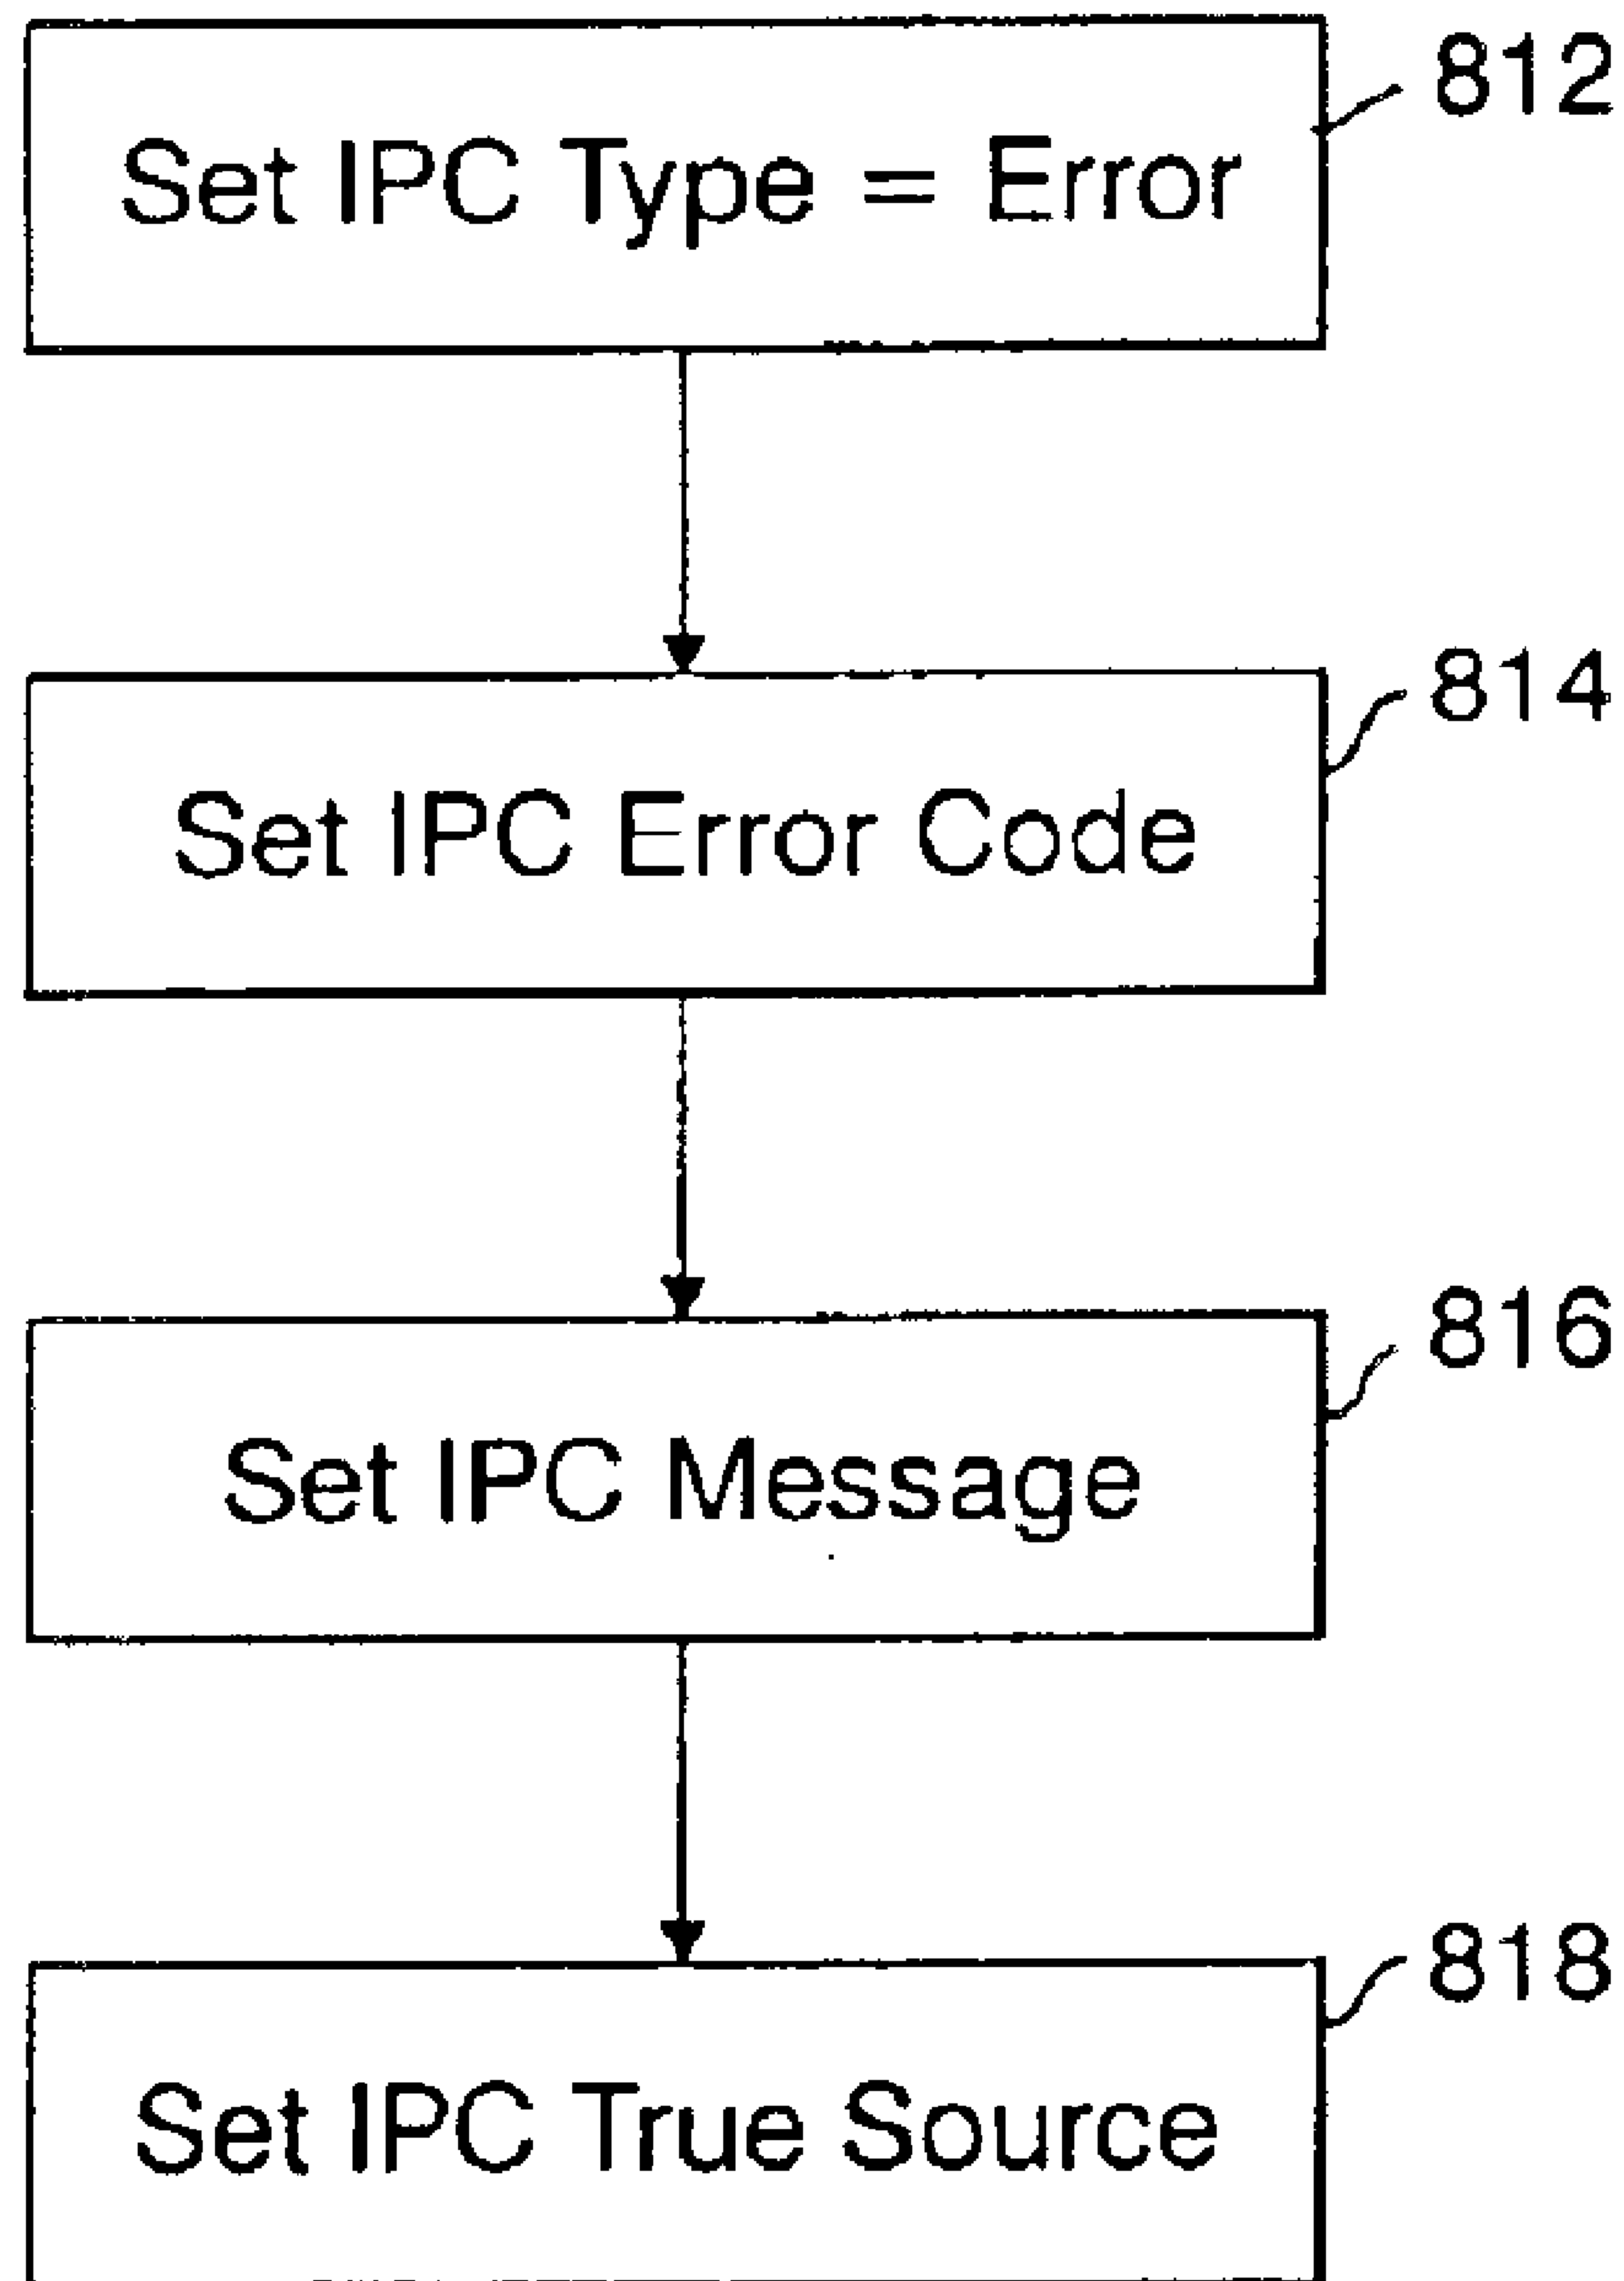 812
Set IPC Type = Error
814
Set IPC Error Code
816
Set IPC Message
818
Set IPC True Source